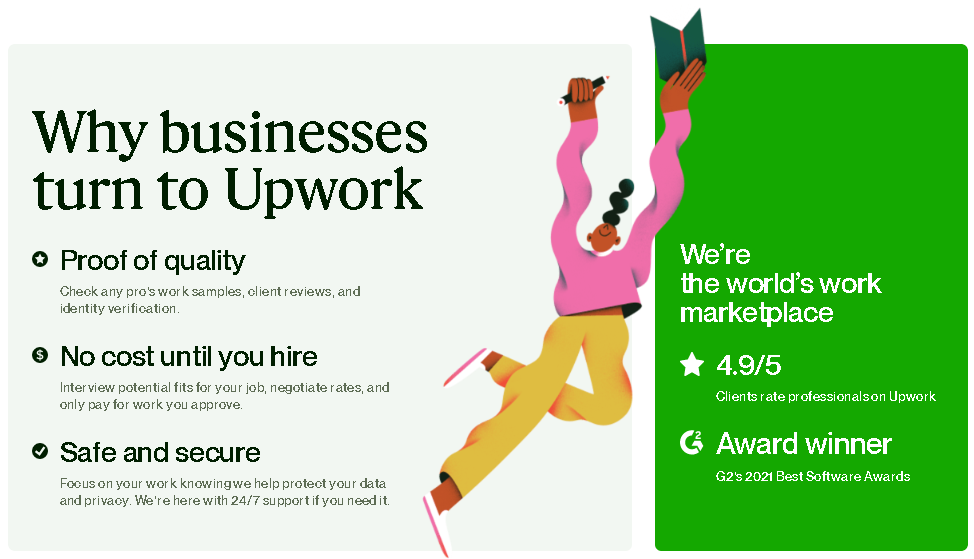 Why businesses
turn to Upwork
Proof of quality
Check any pro's work samples, client reviews, and
identity verification.
$
No cost until you hire
Interview potential fits for your job, negotiate rates, and
only pay for work you approve.
Safe and secure
Focus on your work knowing we help protect your data
and privacy. We're here with 24/7 support if you need it.
We’re
the world’s work
marketplace
4.9/5
Clients rate professionals on Upwork
G2
Award winner
G2's 2021 Best Software Awards